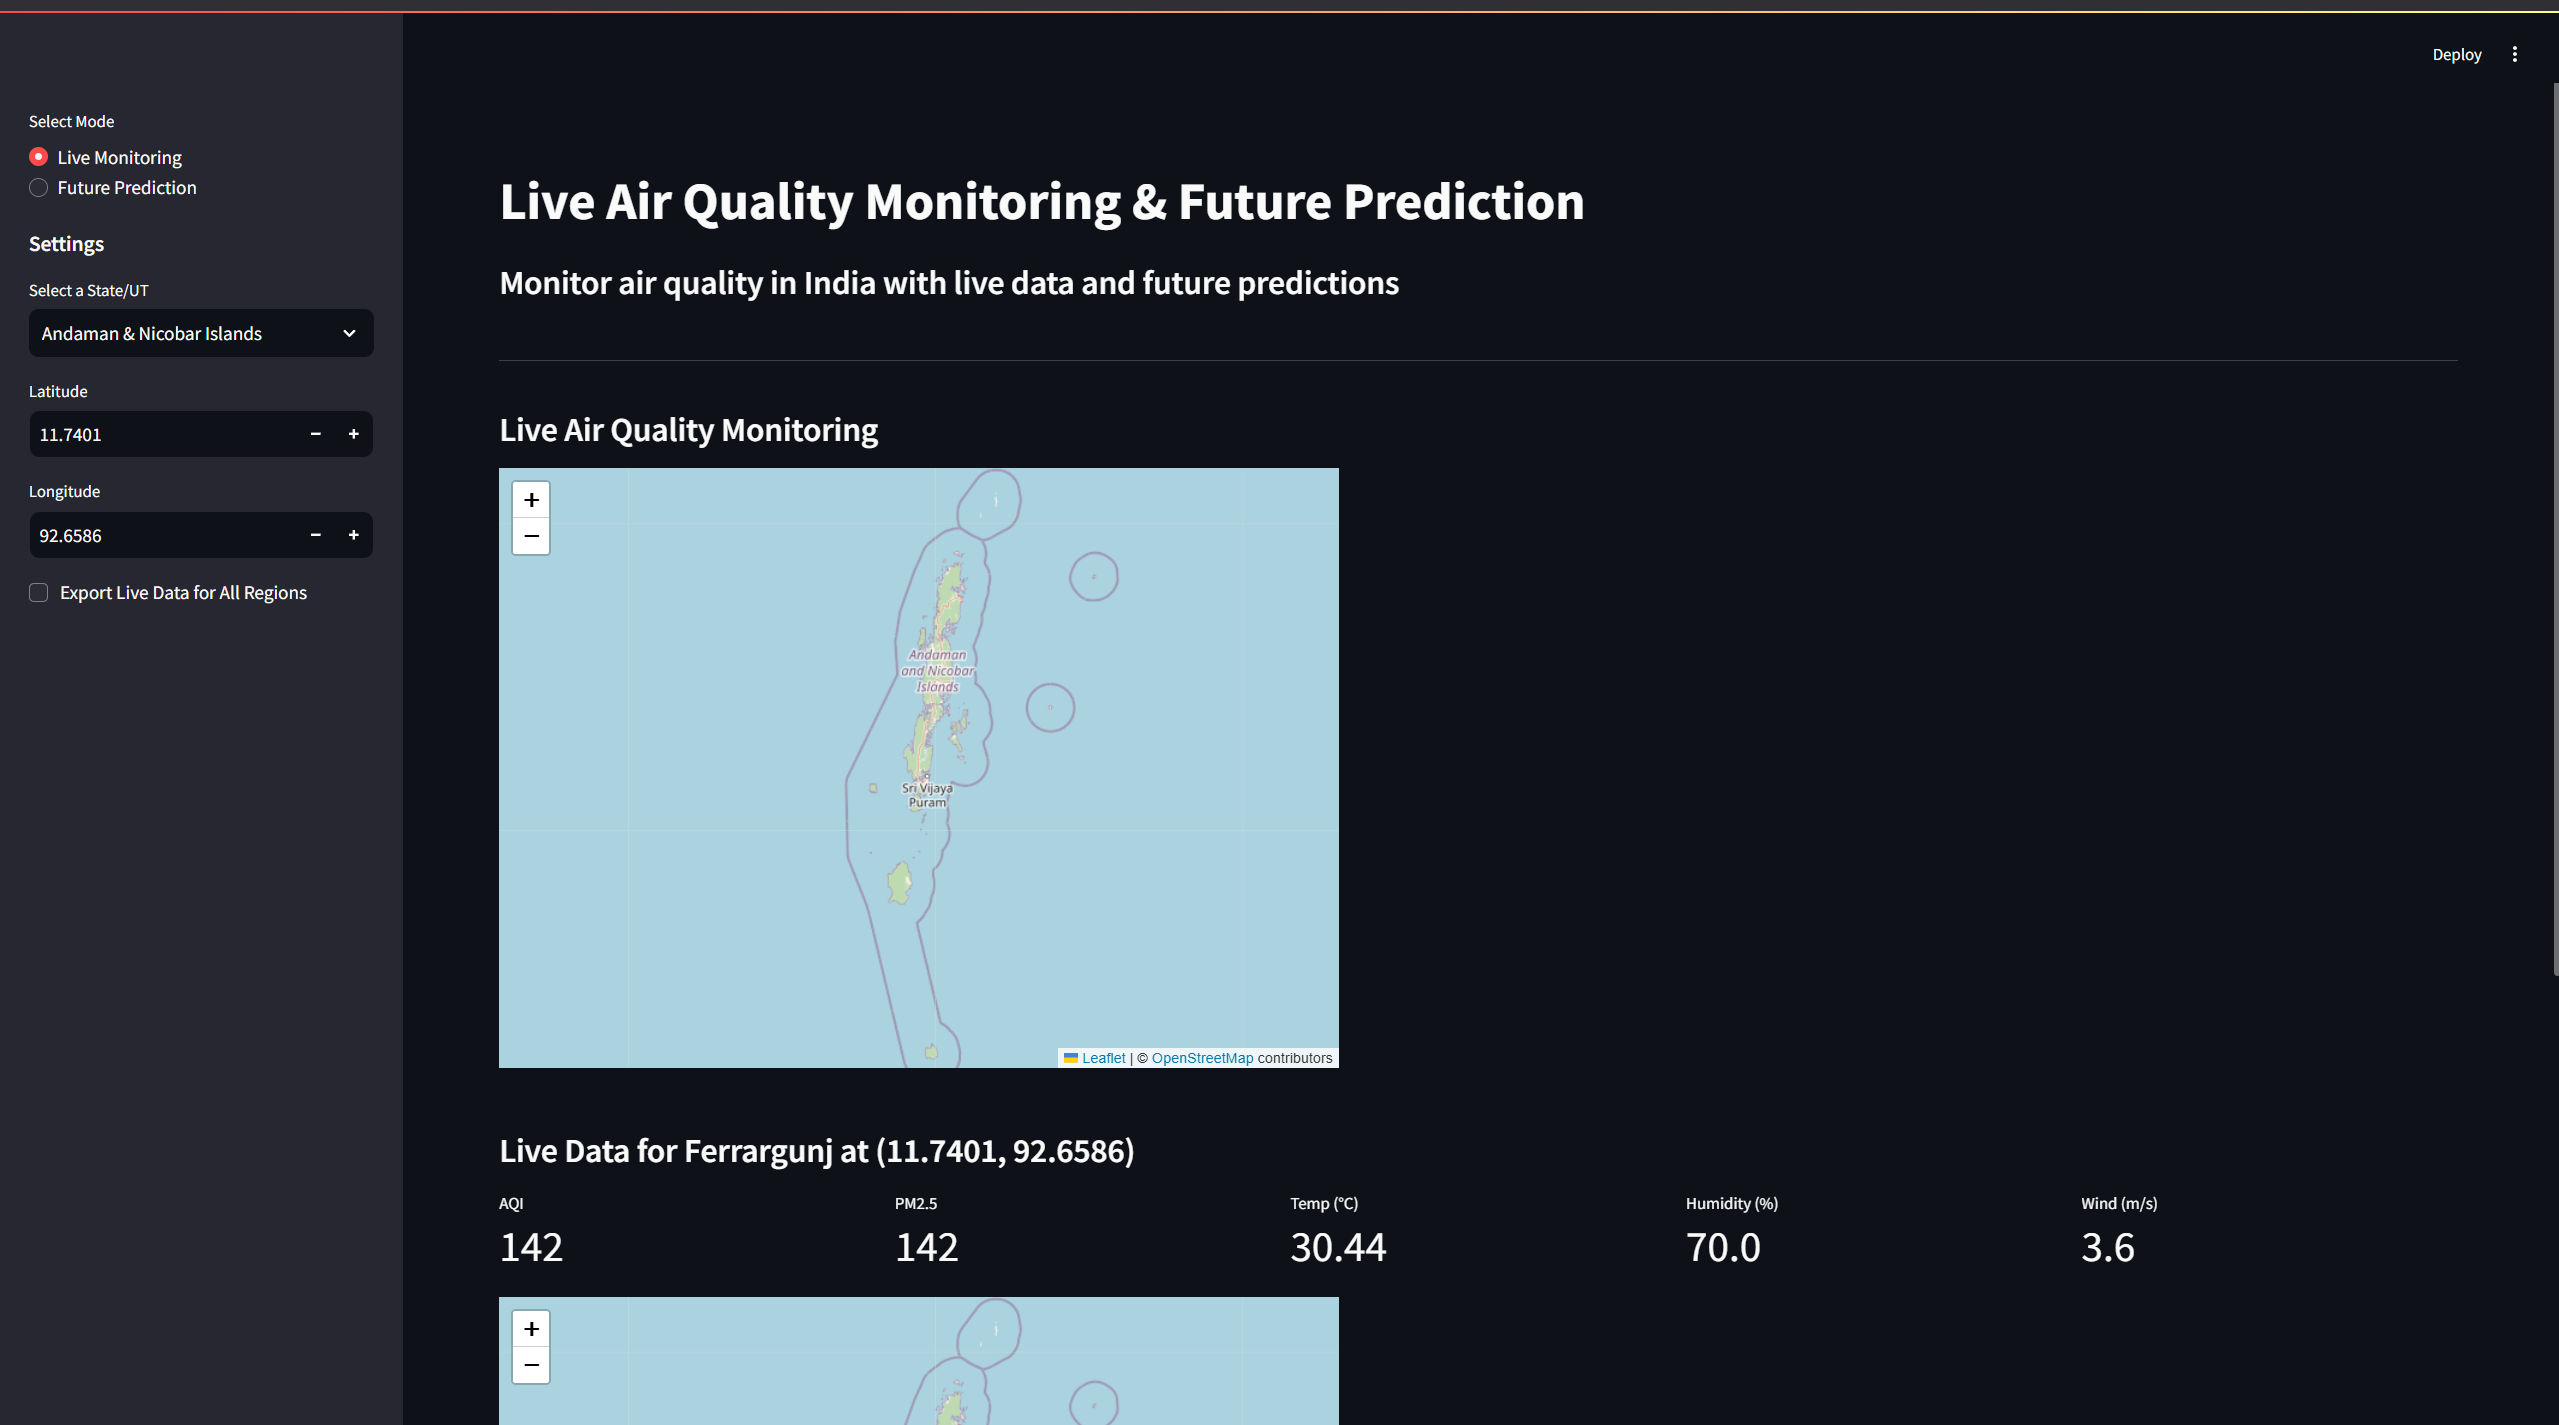 Deploy
Select Mode
Live Monitoring
Future Prediction
Settings
Select a State/UT
Andaman & Nicobar Islands
Latitude
11.7401
Longitude
92.6586
Export Live Data for All Regions
Live Air Quality Monitoring & Future Prediction
Monitor air quality in India with live data and future predictions
Live Air Quality Monitoring
+
−
Andaman
and Nicobar
Islands
Sri Vijaya
Puram
Leaflet | © OpenStreetMap contributors
Live Data for Ferrargunj at (11.7401, 92.6586)
AQI
142
PM2.5
142
Temp (°C)
30.44
Humidity (%)
70.0
Wind (m/s)
3.6
+
−